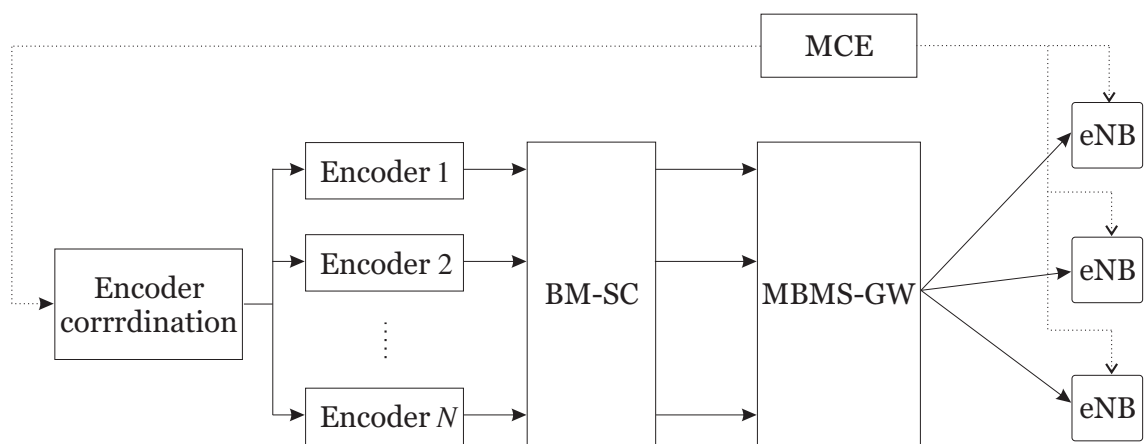 MCE
eNB
Encoder 1
Encoder 2
eNB
Encoder
corrrdination
BM-SC
MBMS-GW
Encoder N
eNB